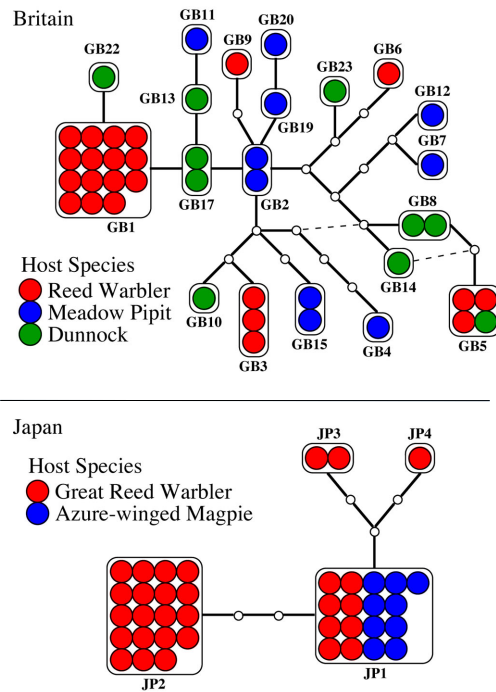 Britain
GB11
GB20
GB22
GB9
GB23
GB6
GB12
GB13
GB19
GB7
GB1
GB17
GB2
GB8
Host Species
Reed Warbler
Meadow Pipit
Dunnock
GB10
GB3
GB15
GB4
GB14
GB5
Japan
JP3
JP4
Host Species
Great Reed Warbler
Azure-winged Magpie
JP2
JP1